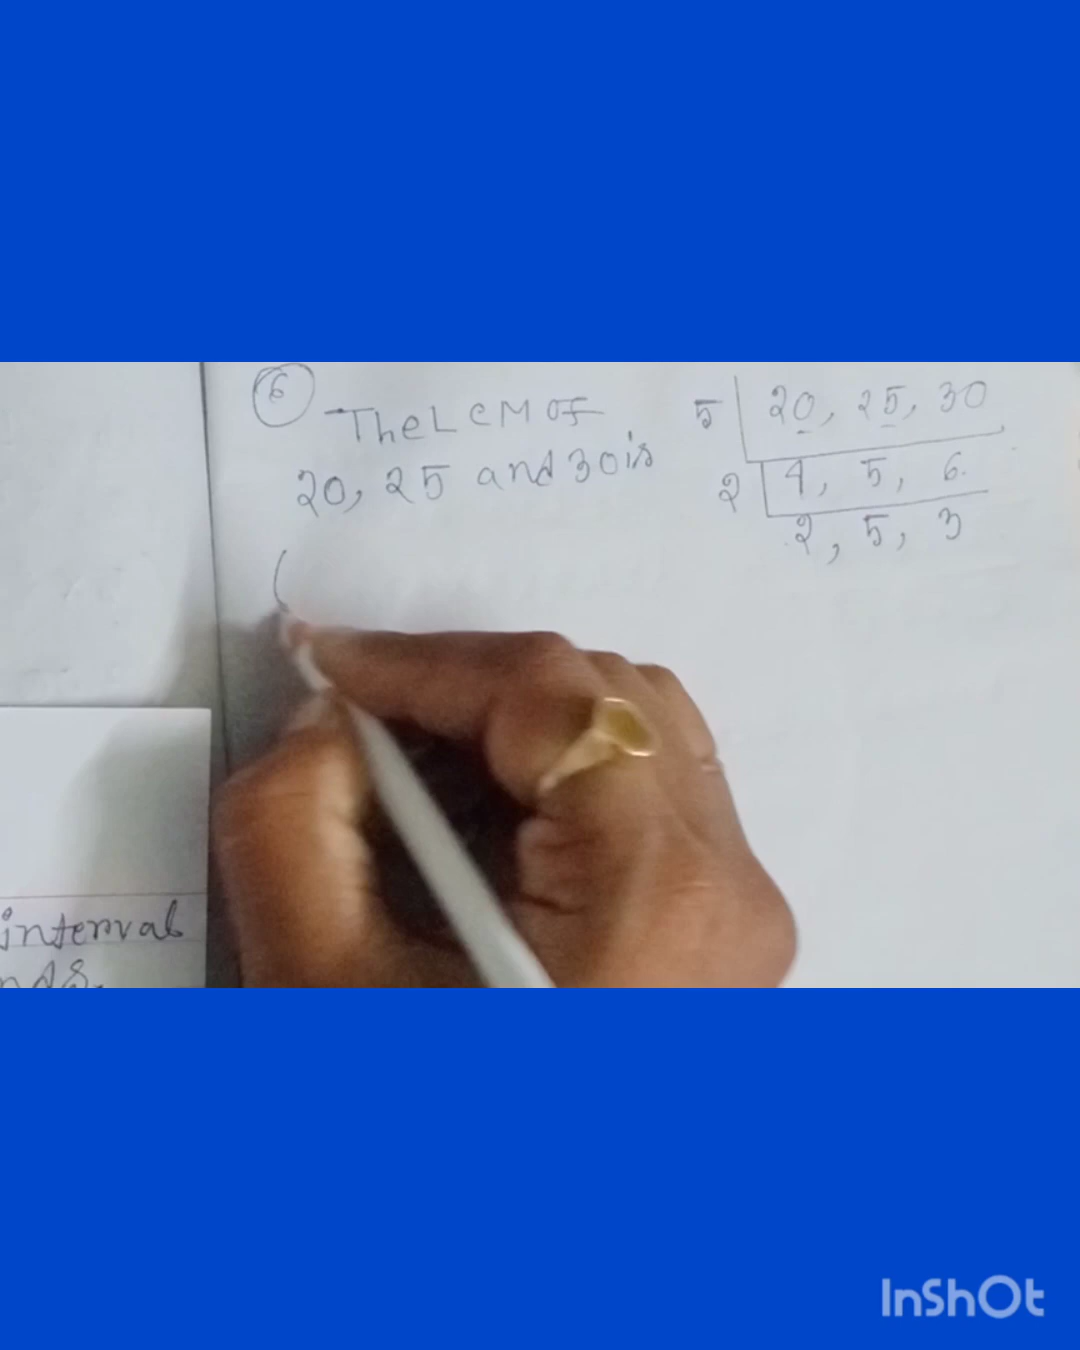 6
The LCM of
20, 25 and 30 is
5 20, 25, 30
2 4, 5, 6
2, 5, 3
(
interval
nds.
InShOt